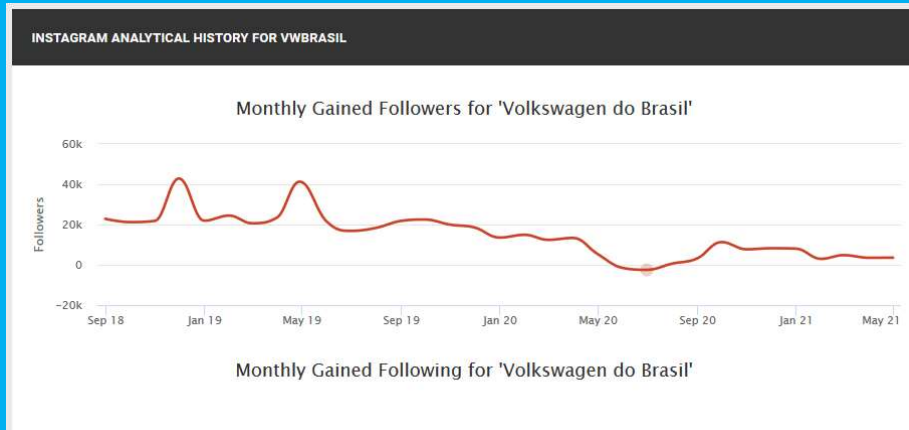 INSTAGRAM ANALYTICAL HISTORY FOR VWBRASIL
Monthly Gained Followers for 'Volkswagen do Brasil'
60k
40k
20k
0
−20k
Followers
Sep 18 Jan 19 May 19 Sep 19 Jan 20 May 20 Sep 20 Jan 21 May 21
Monthly Gained Following for 'Volkswagen do Brasil'